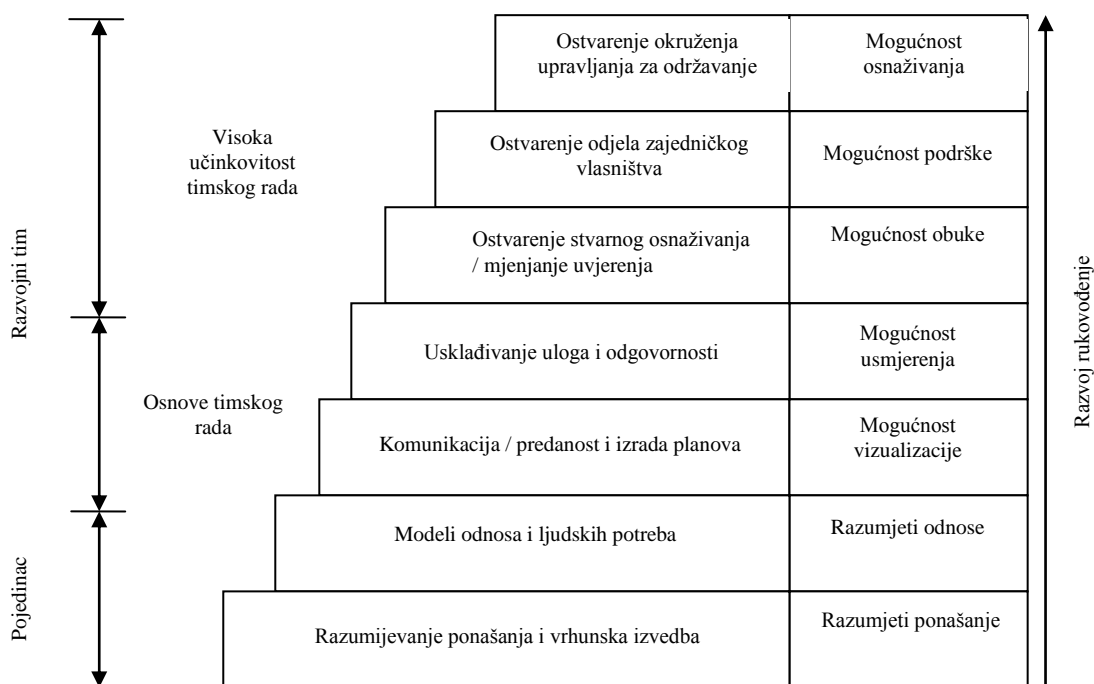 Ostvarenje okruženja
upravljanja za održavanje
Mogućnost
osnaživanja
Visoka
učinkovitost
timskog rada
Ostvarenje odjela zajedničkog
vlasništva
Mogućnost podrške
Ostvarenje stvarnog osnaživanja
/ mjenjanje uvjerenja
Mogućnost obuke
Razvojni tim
Usklađivanje uloga i odgovornosti
Mogućnost
usmjerenja
Razvoj rukovođenje
Osnove timskog
rada
Komunikacija / predanost i izrada planova
Mogućnost
vizualizacije
Modeli odnosa i ljudskih potreba
Razumjeti odnose
Pojedinac
Razumijevanje ponašanja i vrhunska izvedba
Razumjeti ponašanje